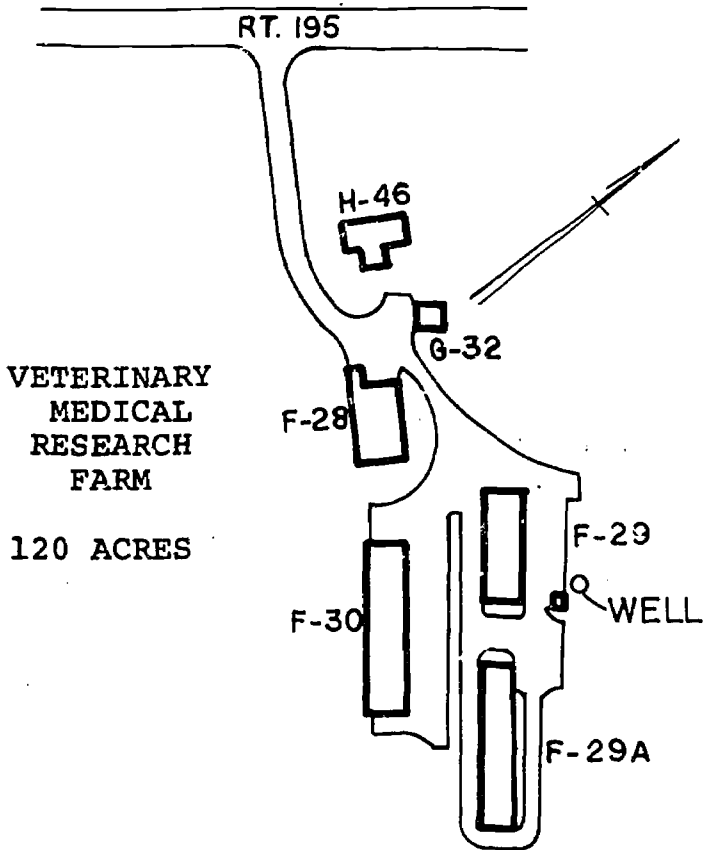 RT. 195
H-46
G-32
VETERINARY
MEDICAL
RESEARCH
FARM
F-28
120 ACRES
F-29
F-30
WELL
F-29A